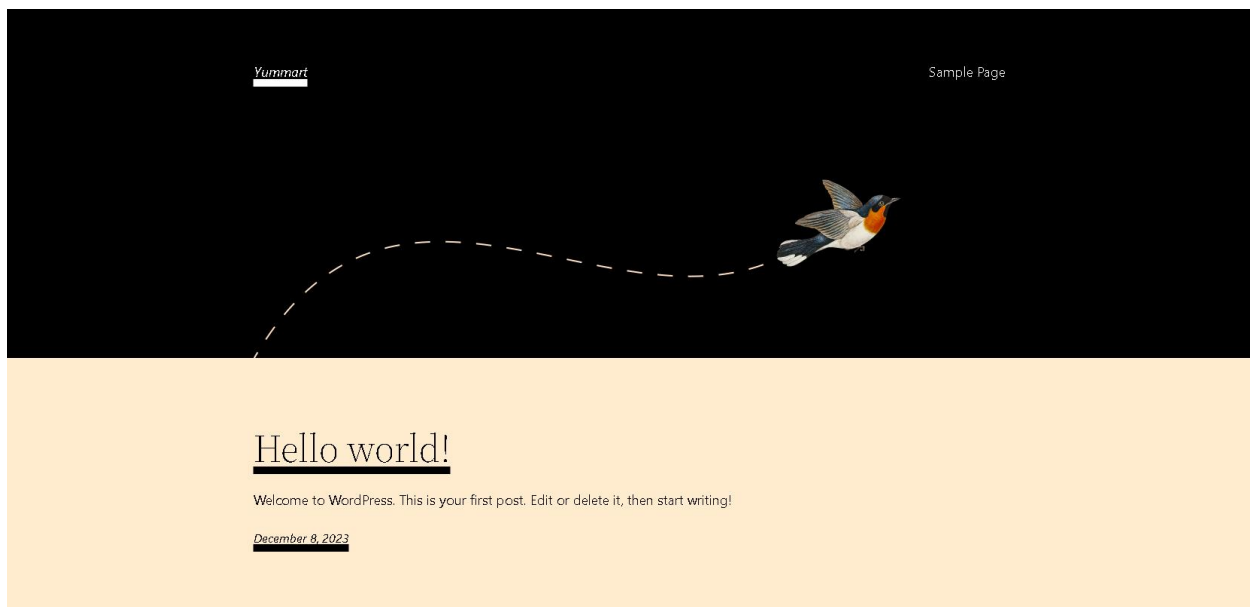 Yummart
Sample Page
Hello world!
Welcome to WordPress. This is your first post. Edit or delete it, then start writing!
December 8, 2023